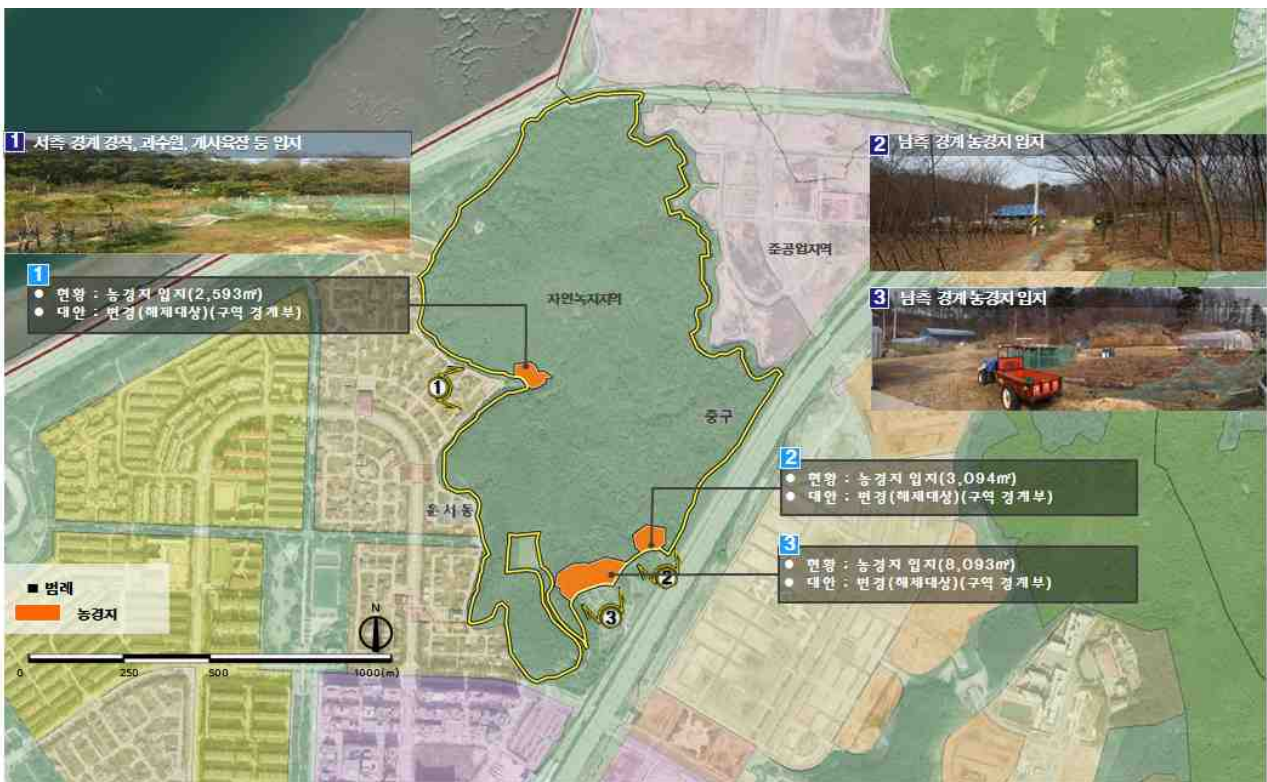 1 서측 경계 경작, 과수원, 개사육장 등 입지
2 남측 경계 농경지 입지
3 남측 경계 농경지 입지
1
● 현황 : 농경지 입지(2,593㎡)
● 대안 : 변경(해제대상)(구역 경계부)
준공업지역
자연녹지지역
①
중구
2
● 현황 : 농경지 입지(3,094㎡)
● 대안 : 변경(해제대상)(구역 경계부)
운서동
3
● 현황 : 농경지 입지(8,093㎡)
● 대안 : 변경(해제대상)(구역 경계부)
②
③
■ 범례
농경지
N
0 250 500 1000(m)